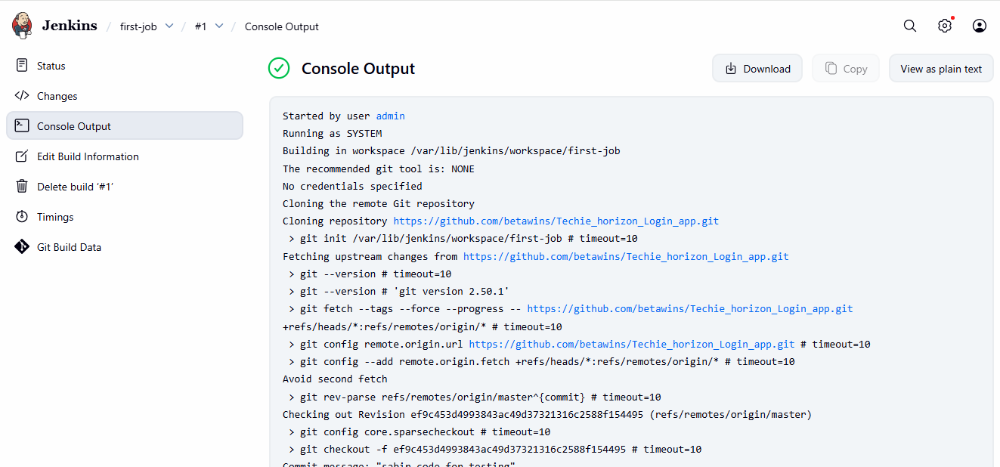 Jenkins / first-job / #1 / Console Output
Status
Changes
Console Output
Edit Build Information
Delete build ‘#1’
Timings
Git Build Data
Console Output
Download
Copy
View as plain text
Started by user admin
Running as SYSTEM
Building in workspace /var/lib/jenkins/workspace/first-job
The recommended git tool is: NONE
No credentials specified
Cloning the remote Git repository
Cloning repository https://github.com/betawins/Techie_horizon_Login_app.git
 > git init /var/lib/jenkins/workspace/first-job # timeout=10
Fetching upstream changes from https://github.com/betawins/Techie_horizon_Login_app.git
 > git --version # timeout=10
 > git --version # 'git version 2.50.1'
 > git fetch --tags --force --progress -- https://github.com/betawins/Techie_horizon_Login_app.git
+refs/heads/*:refs/remotes/origin/* # timeout=10
 > git config remote.origin.url https://github.com/betawins/Techie_horizon_Login_app.git # timeout=10
 > git config --add remote.origin.fetch +refs/heads/*:refs/remotes/origin/* # timeout=10
Avoid second fetch
 > git rev-parse refs/remotes/origin/master^{commit} # timeout=10
Checking out Revision ef9c453d4993843ac49d37321316c2588f154495 (refs/remotes/origin/master)
 > git config core.sparsecheckout # timeout=10
 > git checkout -f ef9c453d4993843ac49d37321316c2588f154495 # timeout=10
Commit message: "sabin code for testing"